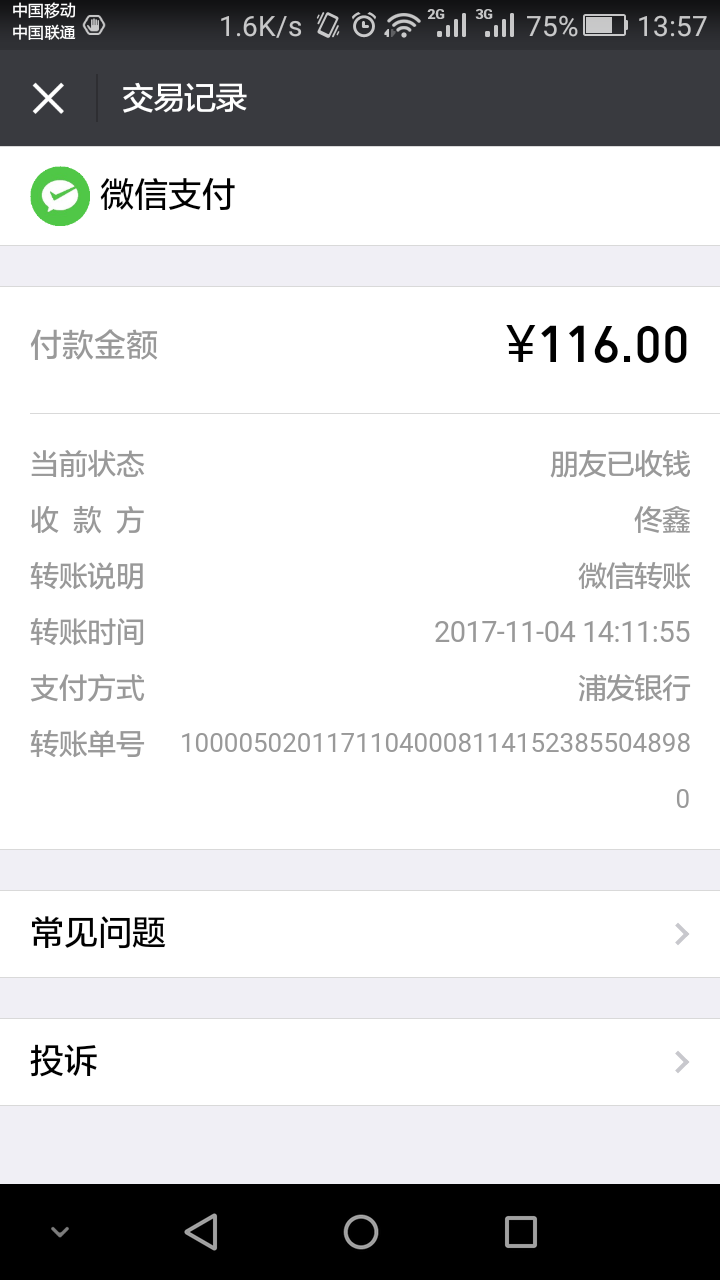 中国移动
中国联通
1.6K/s 2G 3G 75% 13:57
交易记录
微信支付
付款金额 ¥116.00
当前状态 朋友已收钱
收款方 佟鑫
转账说明 微信转账
转账时间 2017-11-04 14:11:55
支付方式 浦发银行
转账单号 10000502011711040008114152385504898
0
常见问题
投诉